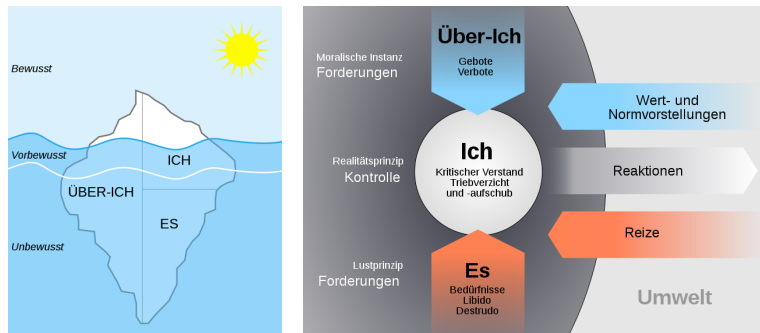 Bewusst
Vorbewusst
ICH
ÜBER-ICH
ES
Unbewusst
Über-Ich
Gebote
Verbote
Moralische Instanz
Forderungen
Wert- und
Normvorstellungen
Ich
Kritischer Verstand
Triebverzicht
und -aufschub
Realitätsprinzip
Kontrolle
Reaktionen
Reize
Es
Bedürfnisse
Libido
Destrudo
Lustprinzip
Forderungen
Umwelt